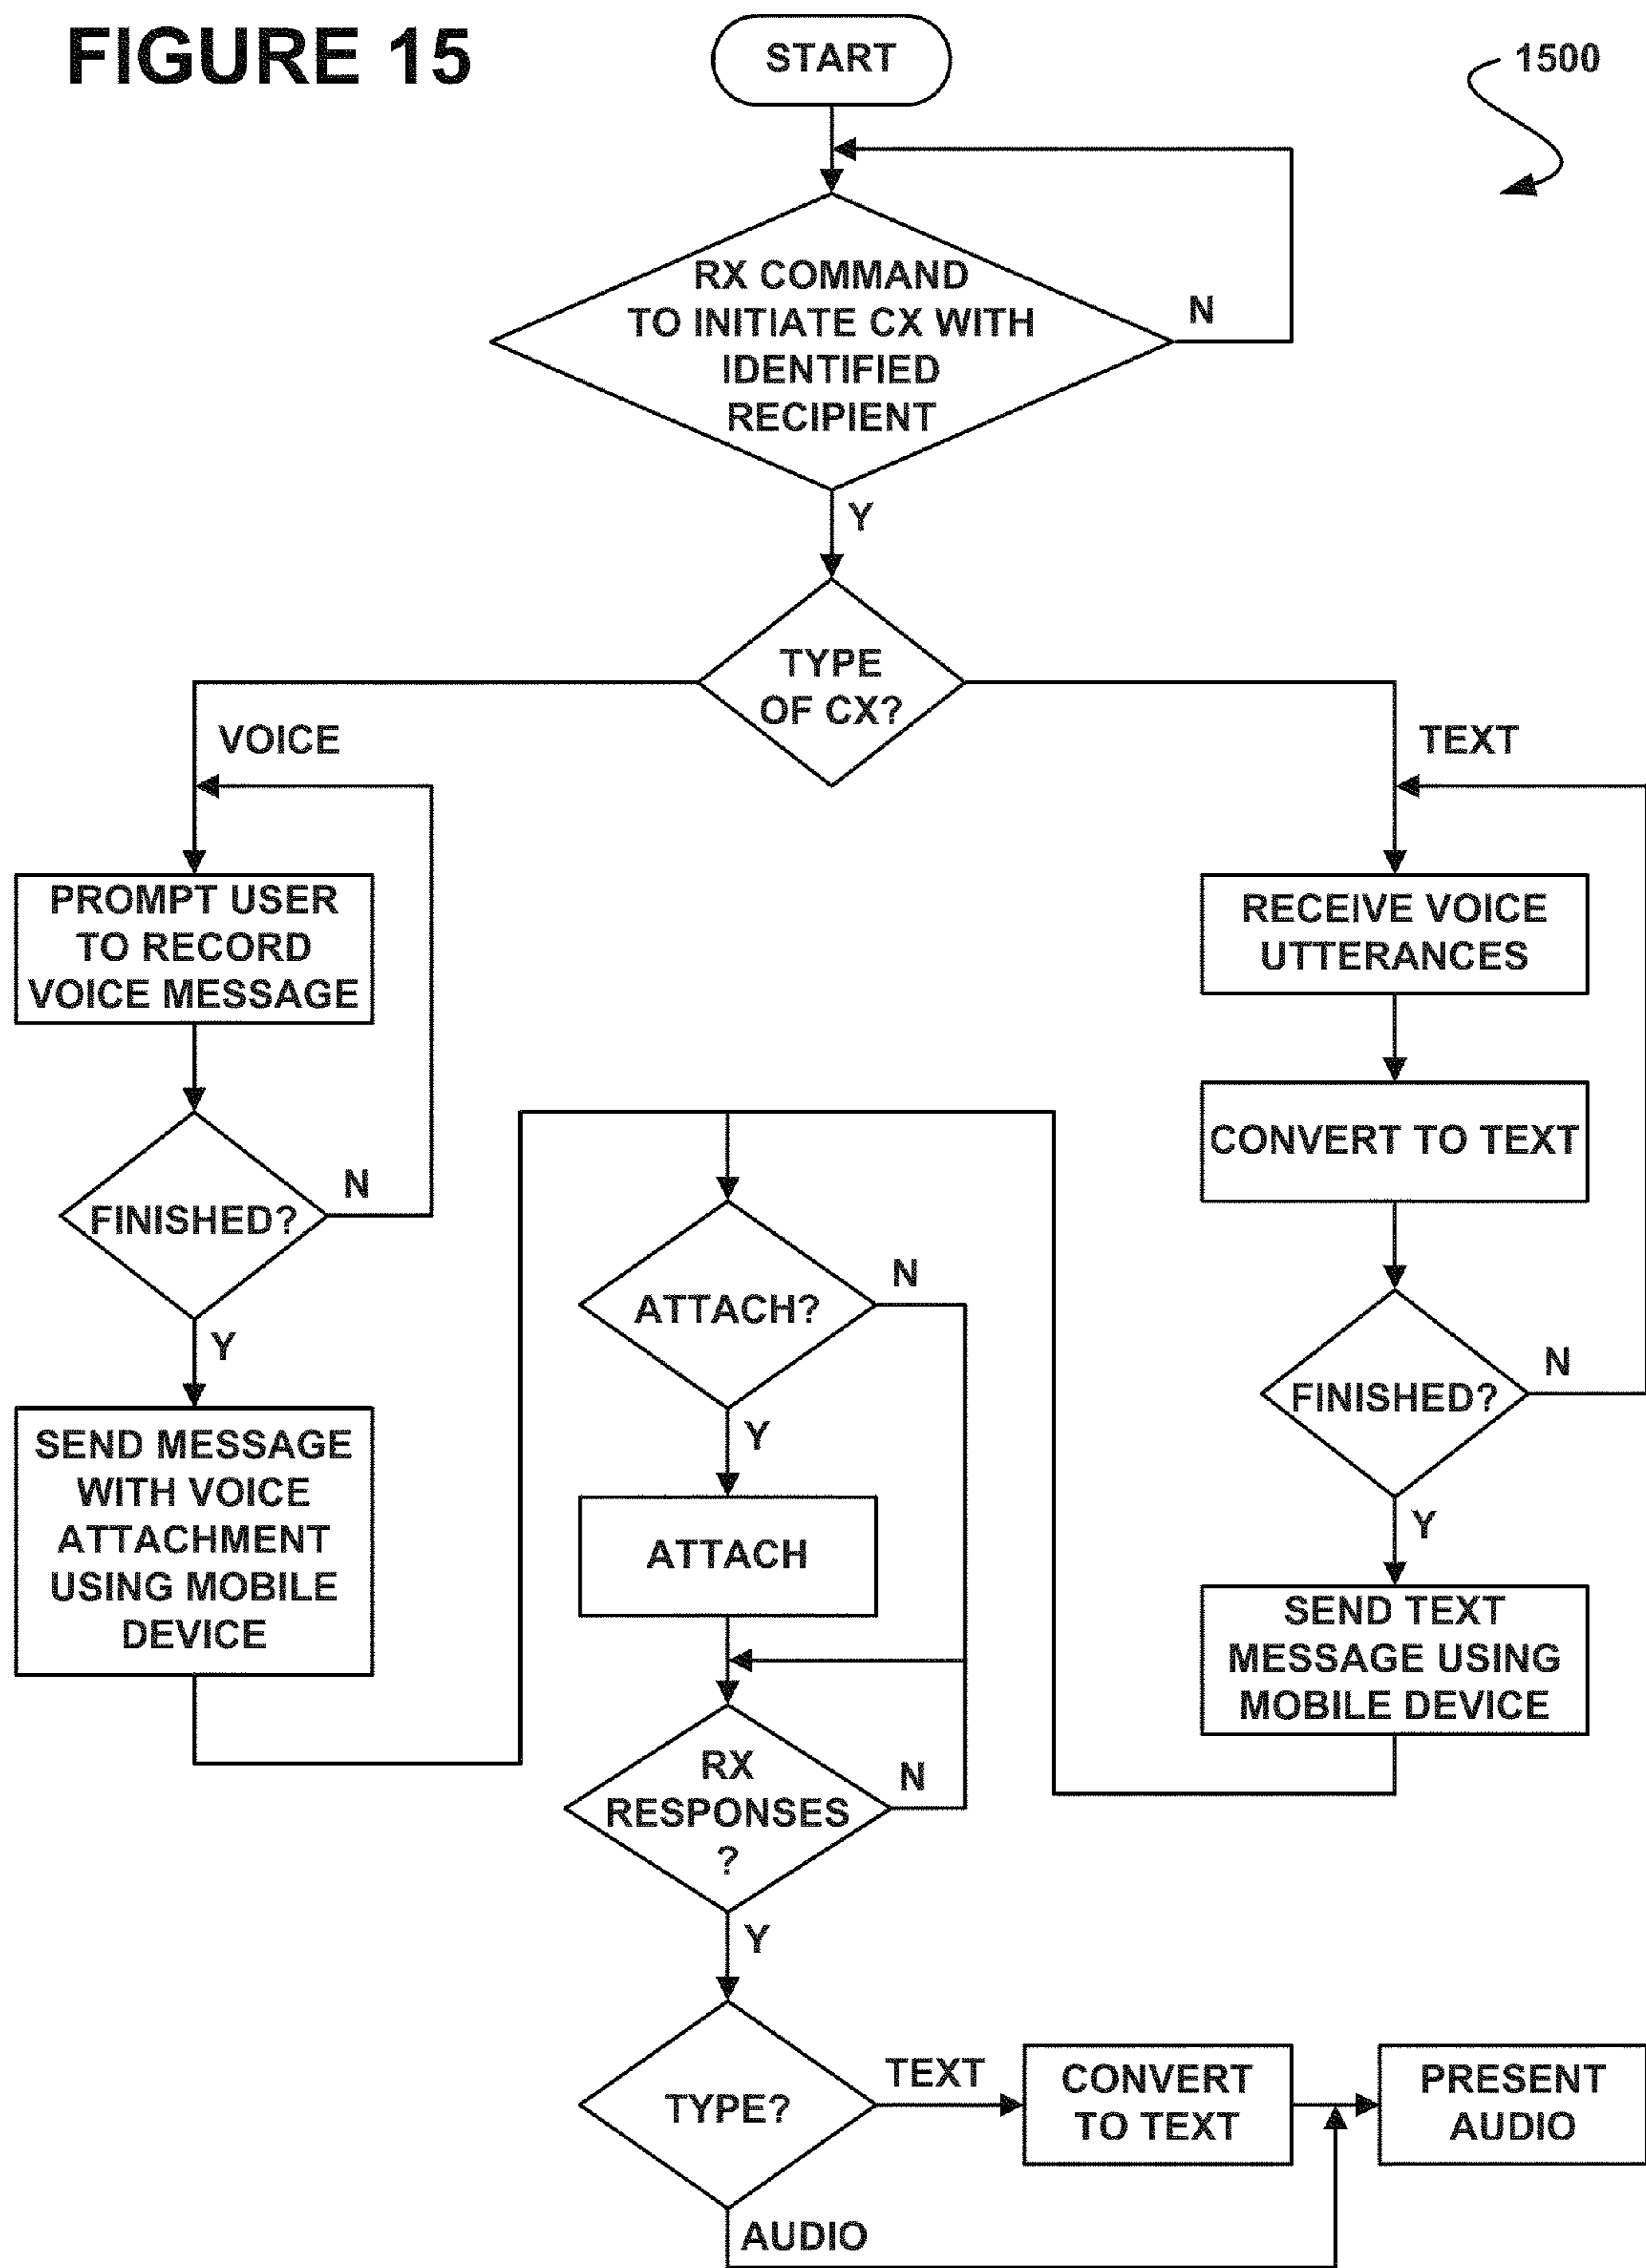 FIGURE 15
START
1500
RX COMMAND
TO INITIATE CX WITH
IDENTIFIED
RECIPIENT
N
Y
TYPE
OF CX?
VOICE
TEXT
PROMPT USER
TO RECORD
VOICE MESSAGE
FINISHED?
N
Y
SEND MESSAGE
WITH VOICE
ATTACHMENT
USING MOBILE
DEVICE
RECEIVE VOICE
UTTERANCES
CONVERT TO TEXT
FINISHED?
N
Y
SEND TEXT
MESSAGE USING
MOBILE DEVICE
ATTACH?
N
Y
ATTACH
RX
RESPONSES
?
N
Y
TYPE?
TEXT
CONVERT
TO TEXT
PRESENT
AUDIO
AUDIO